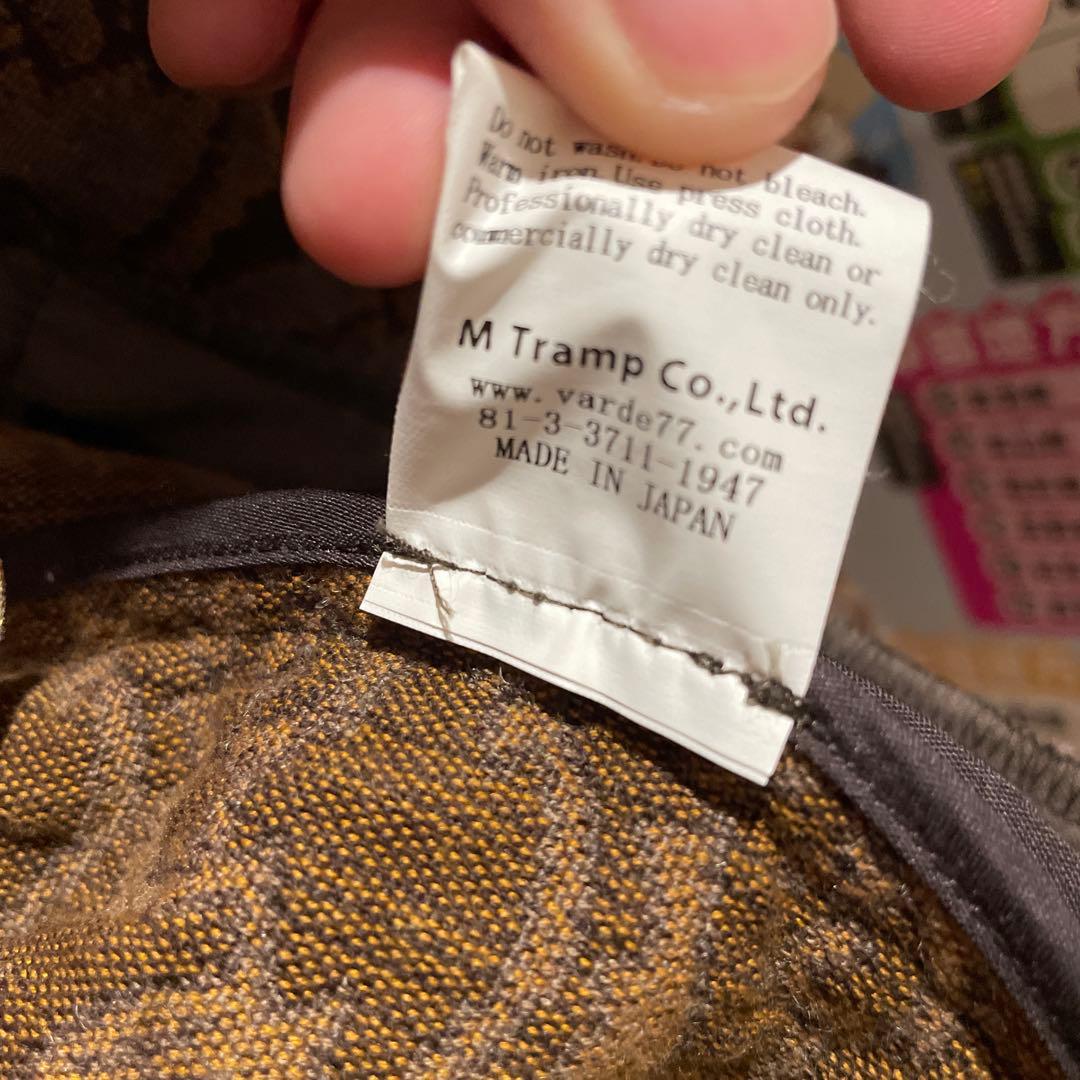 Do not wash. Do not bleach.
Warm iron Use press cloth.
Professionally dry clean or
commercially dry clean only.
M Tramp Co.,Ltd.
www.varde77.com
81-3-3711-1947
MADE IN JAPAN